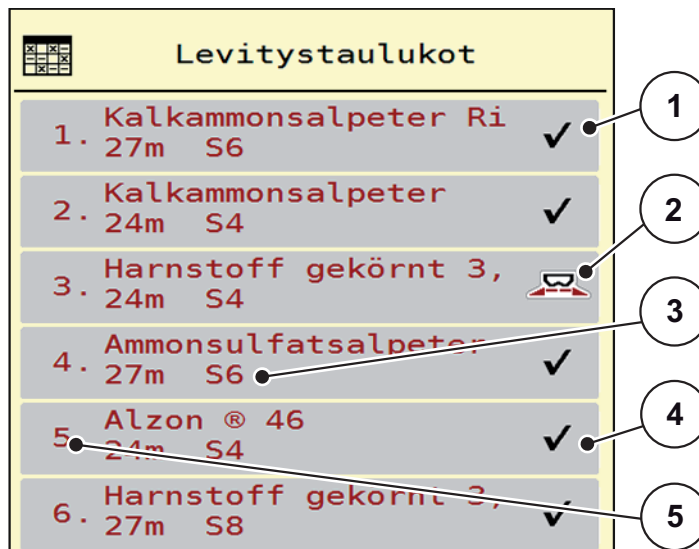 Levitystaulukot
1. Kalkammonsalpeter Ri
27m S6
1
2. Kalkammonsalpeter
24m S4
2
3. Harnstoff gekörnt 3,
24m S4
3
4. Ammonsulfatsalpeter
27m S6
4
5. Alzon ® 46
24m S4
5
6. Harnstoff gekörnt 3,
27m S8